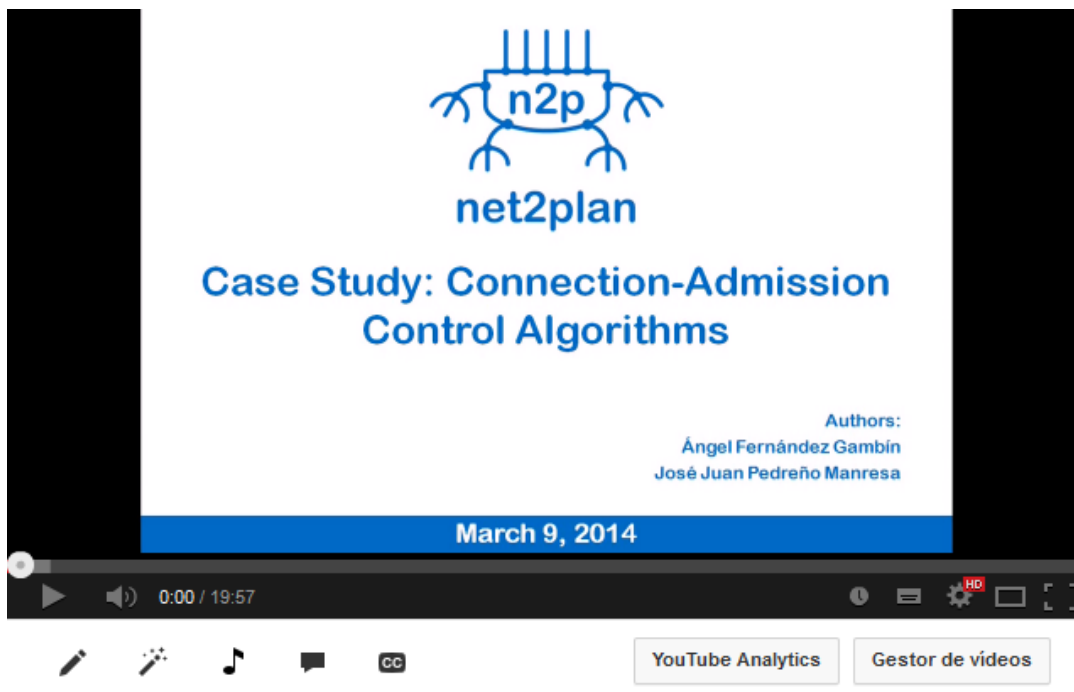 n2p
net2plan
Case Study: Connection-Admission
Control Algorithms
Authors:
Ángel Fernández Gambín
José Juan Pedreño Manresa
March 9, 2014
0:00 / 19:57
HD
CC
YouTube Analytics
Gestor de vídeos